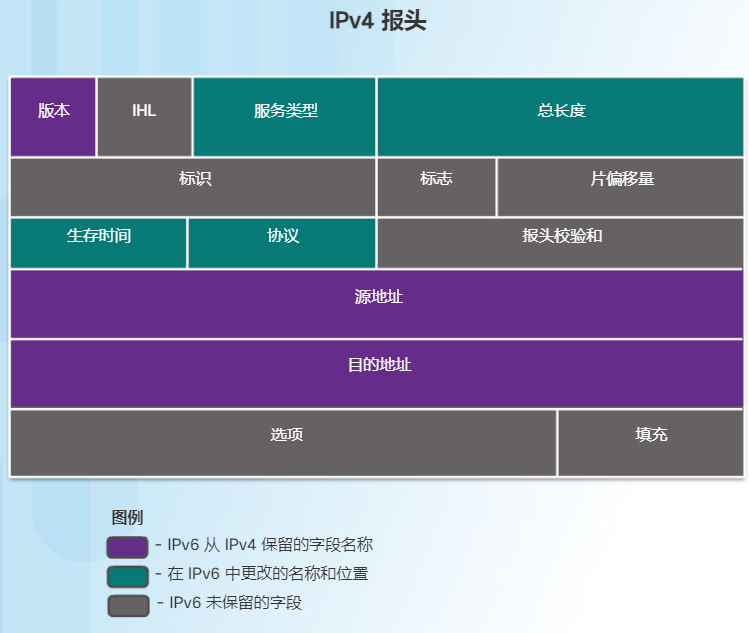 IPv4 报头
版本 IHL 服务类型 总长度
标识 标志 片偏移量
生存时间 协议 报头校验和
源地址
目的地址
选项 填充
图例
- IPv6 从 IPv4 保留的字段名称
- 在 IPv6 中更改的名称和位置
- IPv6 未保留的字段